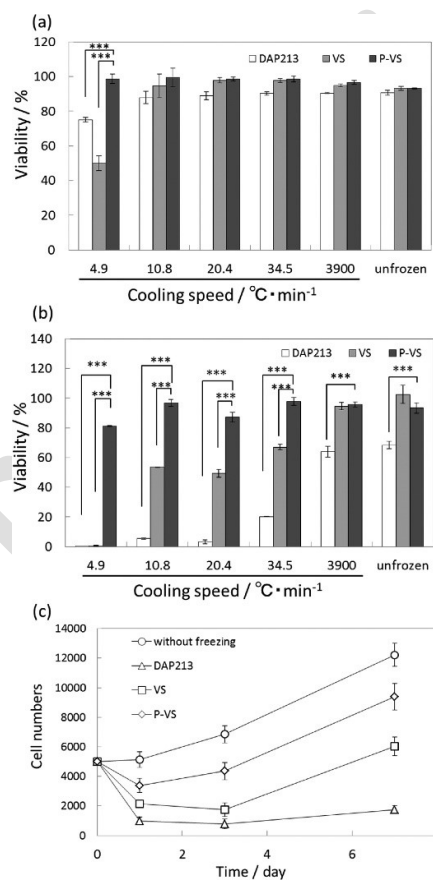 (a)
***
***
DAP213 VS P-VS
120
100
80
60
40
20
0
Viability / %
4.9 10.8 20.4 34.5 3900 unfrozen
Cooling speed / °C・min-1
(b)
*** *** *** *** *** ***
*** *** *** ***
DAP213 VS P-VS
140
120
100
80
60
40
20
0
Viability / %
4.9 10.8 20.4 34.5 3900 unfrozen
Cooling speed / °C・min-1
(c)
14000
12000
10000
8000
6000
4000
2000
0
Cell numbers
without freezing
DAP213
VS
P-VS
0 2 4 6
Time / day